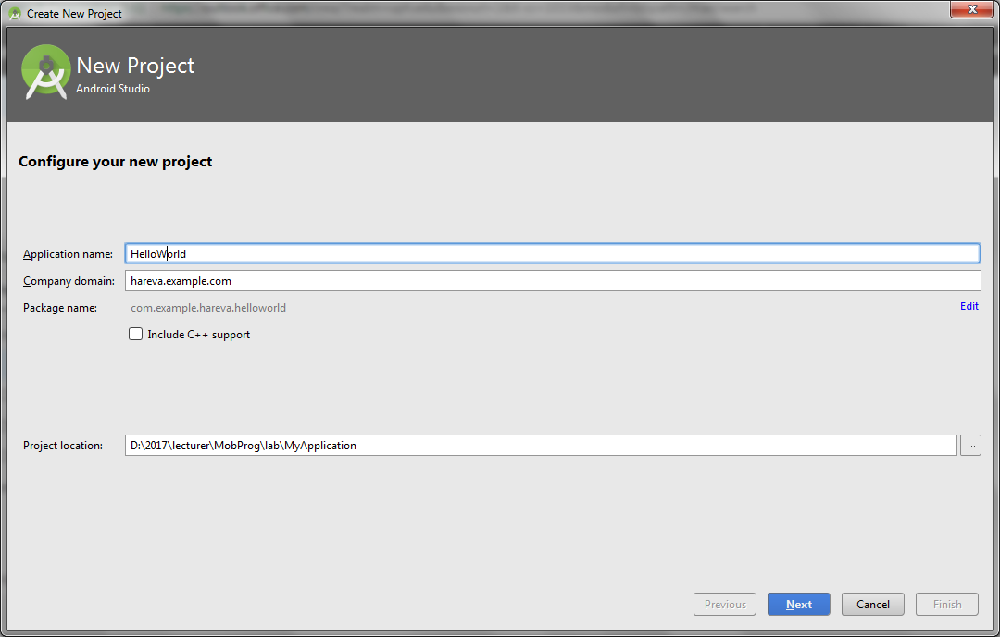 Create New Project
New Project
Android Studio
Configure your new project
Application name: HelloWorld
Company domain: hareva.example.com
Package name: com.example.hareva.helloworld Edit
Include C++ support
Project location: D:\2017\lecturer\MobProg\lab\MyApplication ...
Previous Next Cancel Finish